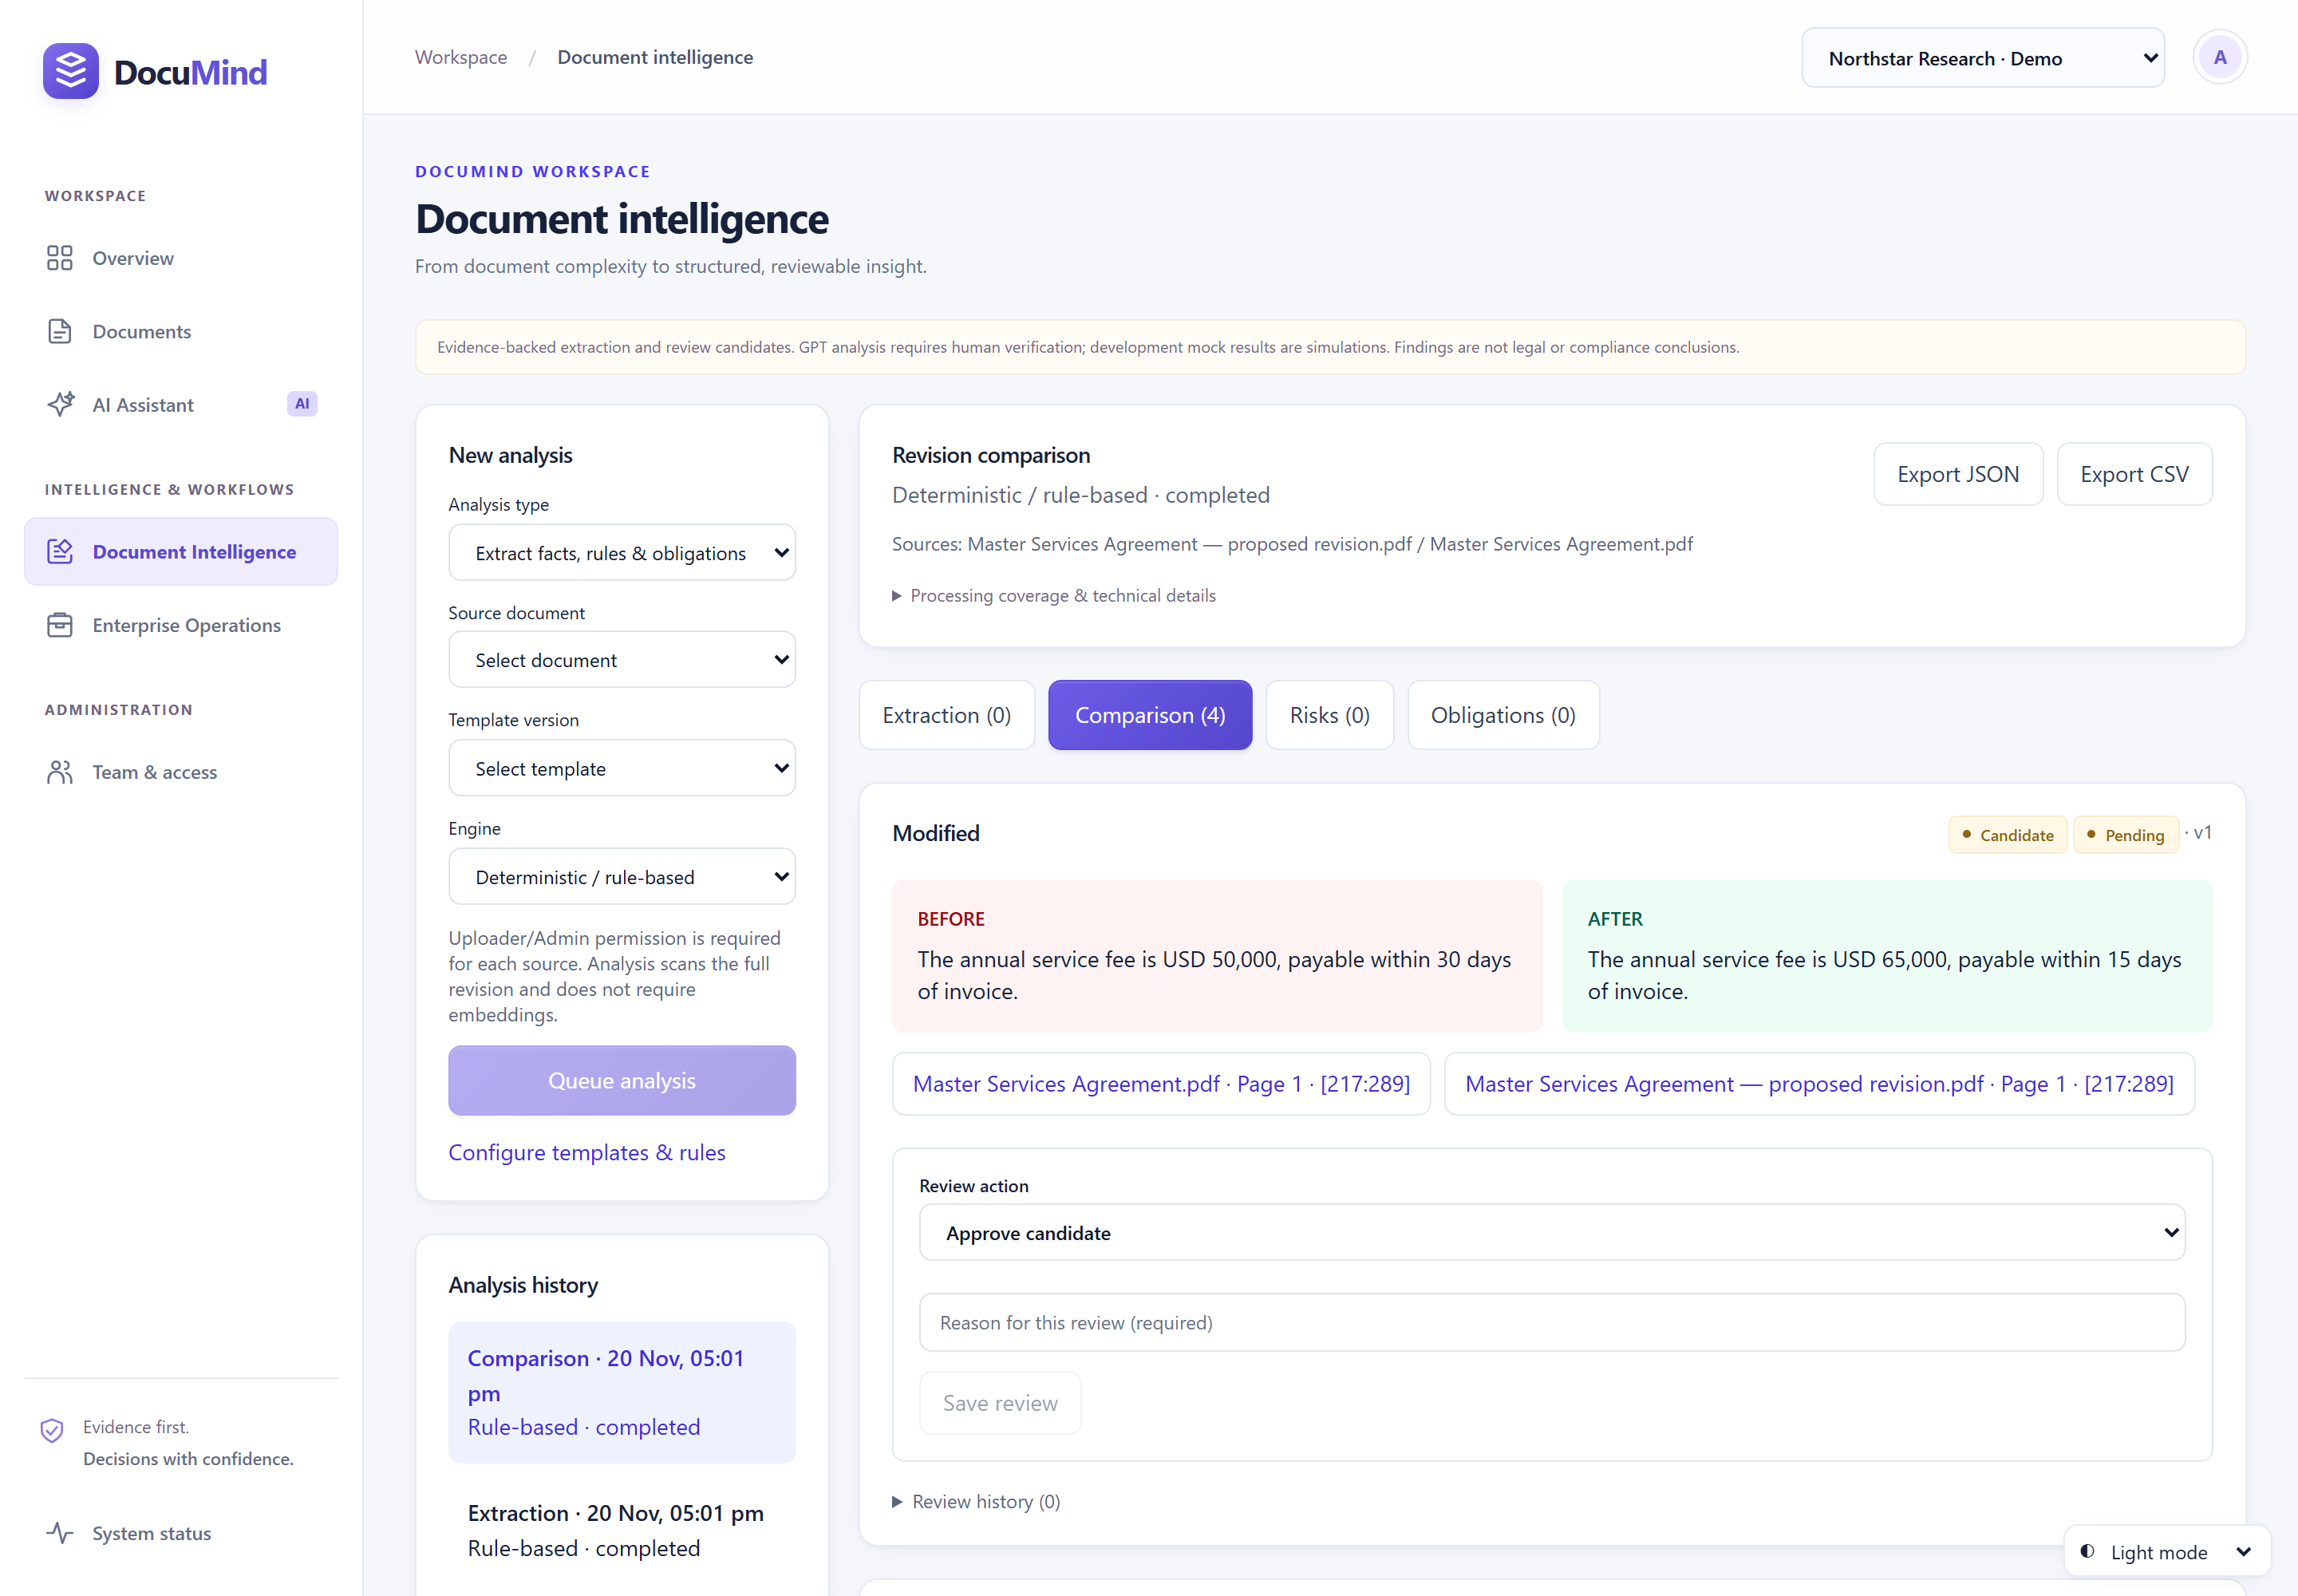 DocuMind
WORKSPACE
Overview
Documents
AI Assistant
AI
INTELLIGENCE & WORKFLOWS
Document Intelligence
Enterprise Operations
ADMINISTRATION
Team & access
Evidence first.
Decisions with confidence.
System status
Workspace / Document intelligence
Northstar Research · Demo
A
DOCUMIND WORKSPACE
Document intelligence
From document complexity to structured, reviewable insight.
Evidence-backed extraction and review candidates. GPT analysis requires human verification; development mock results are simulations. Findings are not legal or compliance conclusions.
New analysis
Analysis type
Extract facts, rules & obligations
Source document
Select document
Template version
Select template
Engine
Deterministic / rule-based
Uploader/Admin permission is required
for each source. Analysis scans the full
revision and does not require
embeddings.
Queue analysis
Configure templates & rules
Analysis history
Comparison · 20 Nov, 05:01
pm
Rule-based · completed
Extraction · 20 Nov, 05:01 pm
Rule-based · completed
Revision comparison
Deterministic / rule-based · completed
Sources: Master Services Agreement — proposed revision.pdf / Master Services Agreement.pdf
Processing coverage & technical details
Export JSON
Export CSV
Extraction (0)
Comparison (4)
Risks (0)
Obligations (0)
Modified
Candidate
Pending
· v1
BEFORE
The annual service fee is USD 50,000, payable within 30 days
of invoice.
AFTER
The annual service fee is USD 65,000, payable within 15 days
of invoice.
Master Services Agreement.pdf · Page 1 · [217:289]
Master Services Agreement — proposed revision.pdf · Page 1 · [217:289]
Review action
Approve candidate
Reason for this review (required)
Save review
Review history (0)
Light mode